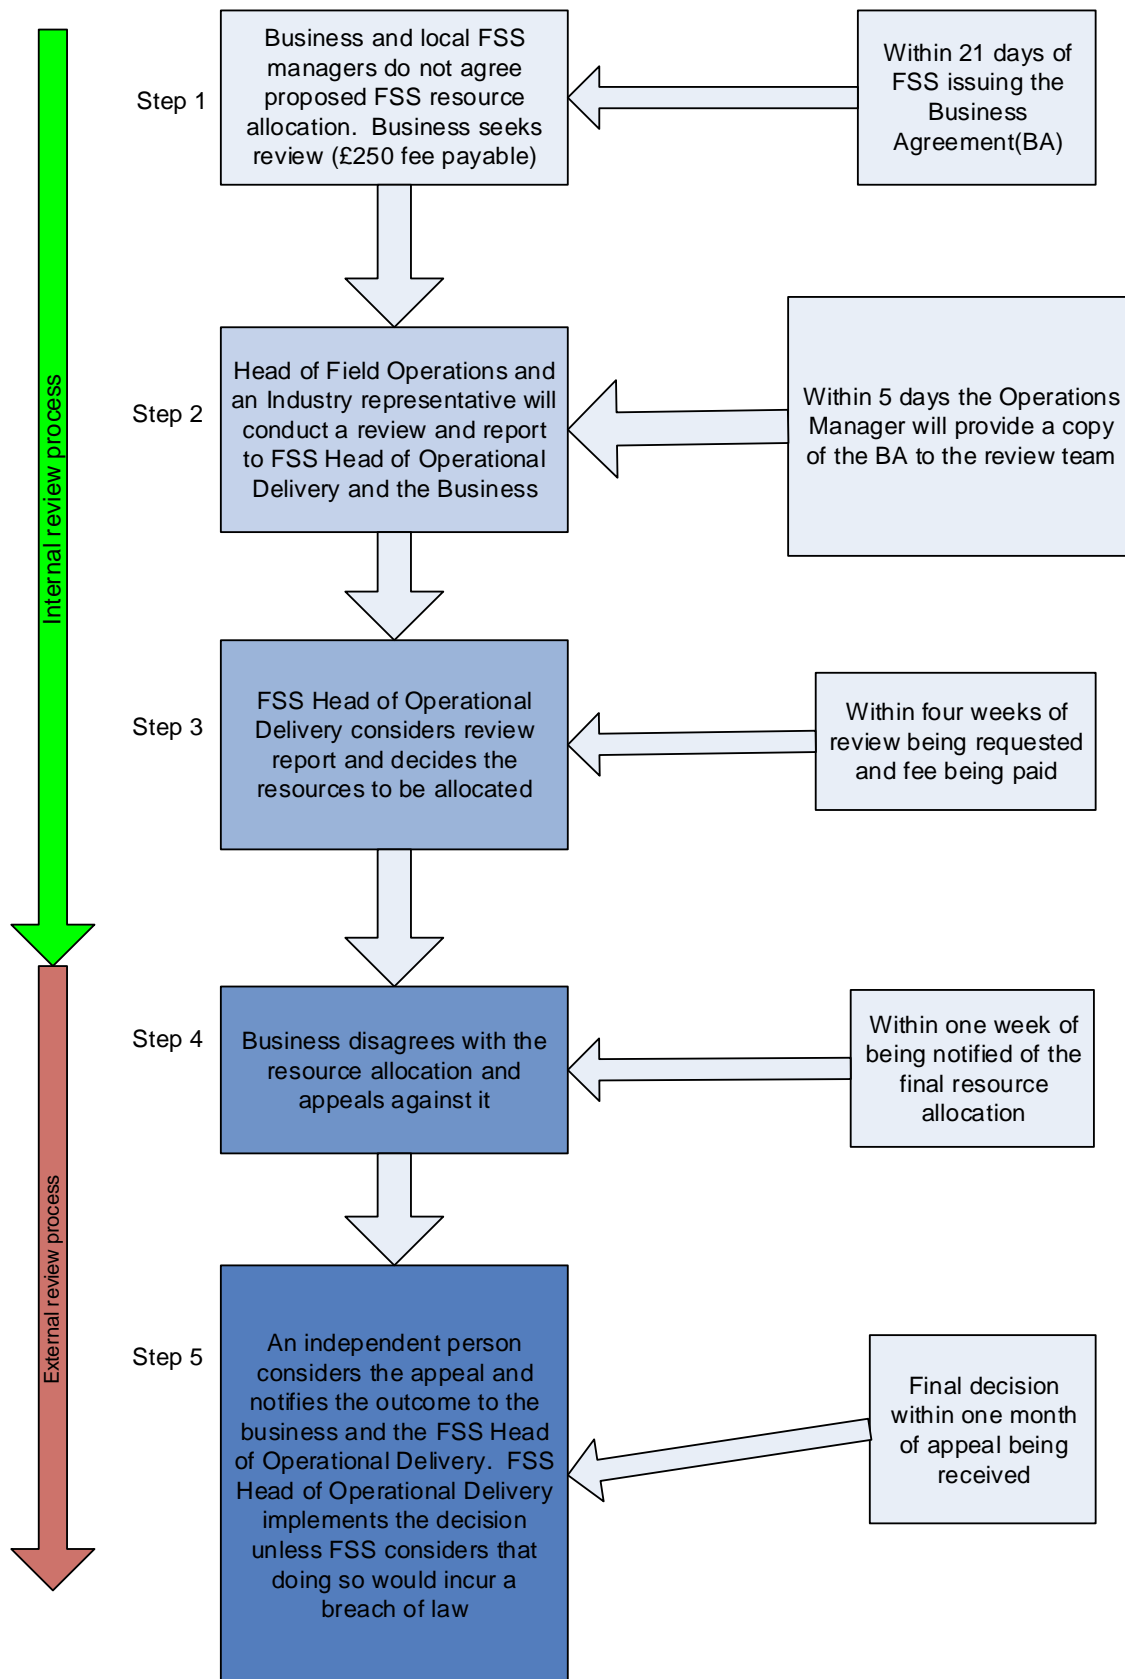 Business and local FSS
managers do not agree
proposed FSS resource
allocation.  Business seeks
review (£250 fee payable)
Within 21 days of
FSS issuing the
Business
Agreement(BA)
Step 1
Internal review process
Head of Field Operations and
an Industry representative will
conduct a review and report
to FSS Head of Operational
Delivery and the Business
Step 2
Within 5 days the Operations
Manager will provide a copy
of the BA to the review team
Step 3
FSS Head of Operational
Delivery considers review
report and decides the
resources to be allocated
Within four weeks of
review being requested
and fee being paid
Step 4
Business disagrees with the
resource allocation and
appeals against it
Within one week of
being notified of the
final resource
allocation
External review process
Step 5
An independent person
considers the appeal and
notifies the outcome to the
business and the FSS Head
of Operational Delivery.  FSS
Head of Operational Delivery
implements the decision
unless FSS considers that
doing so would incur a
breach of law
Final decision
within one month
of appeal being
received